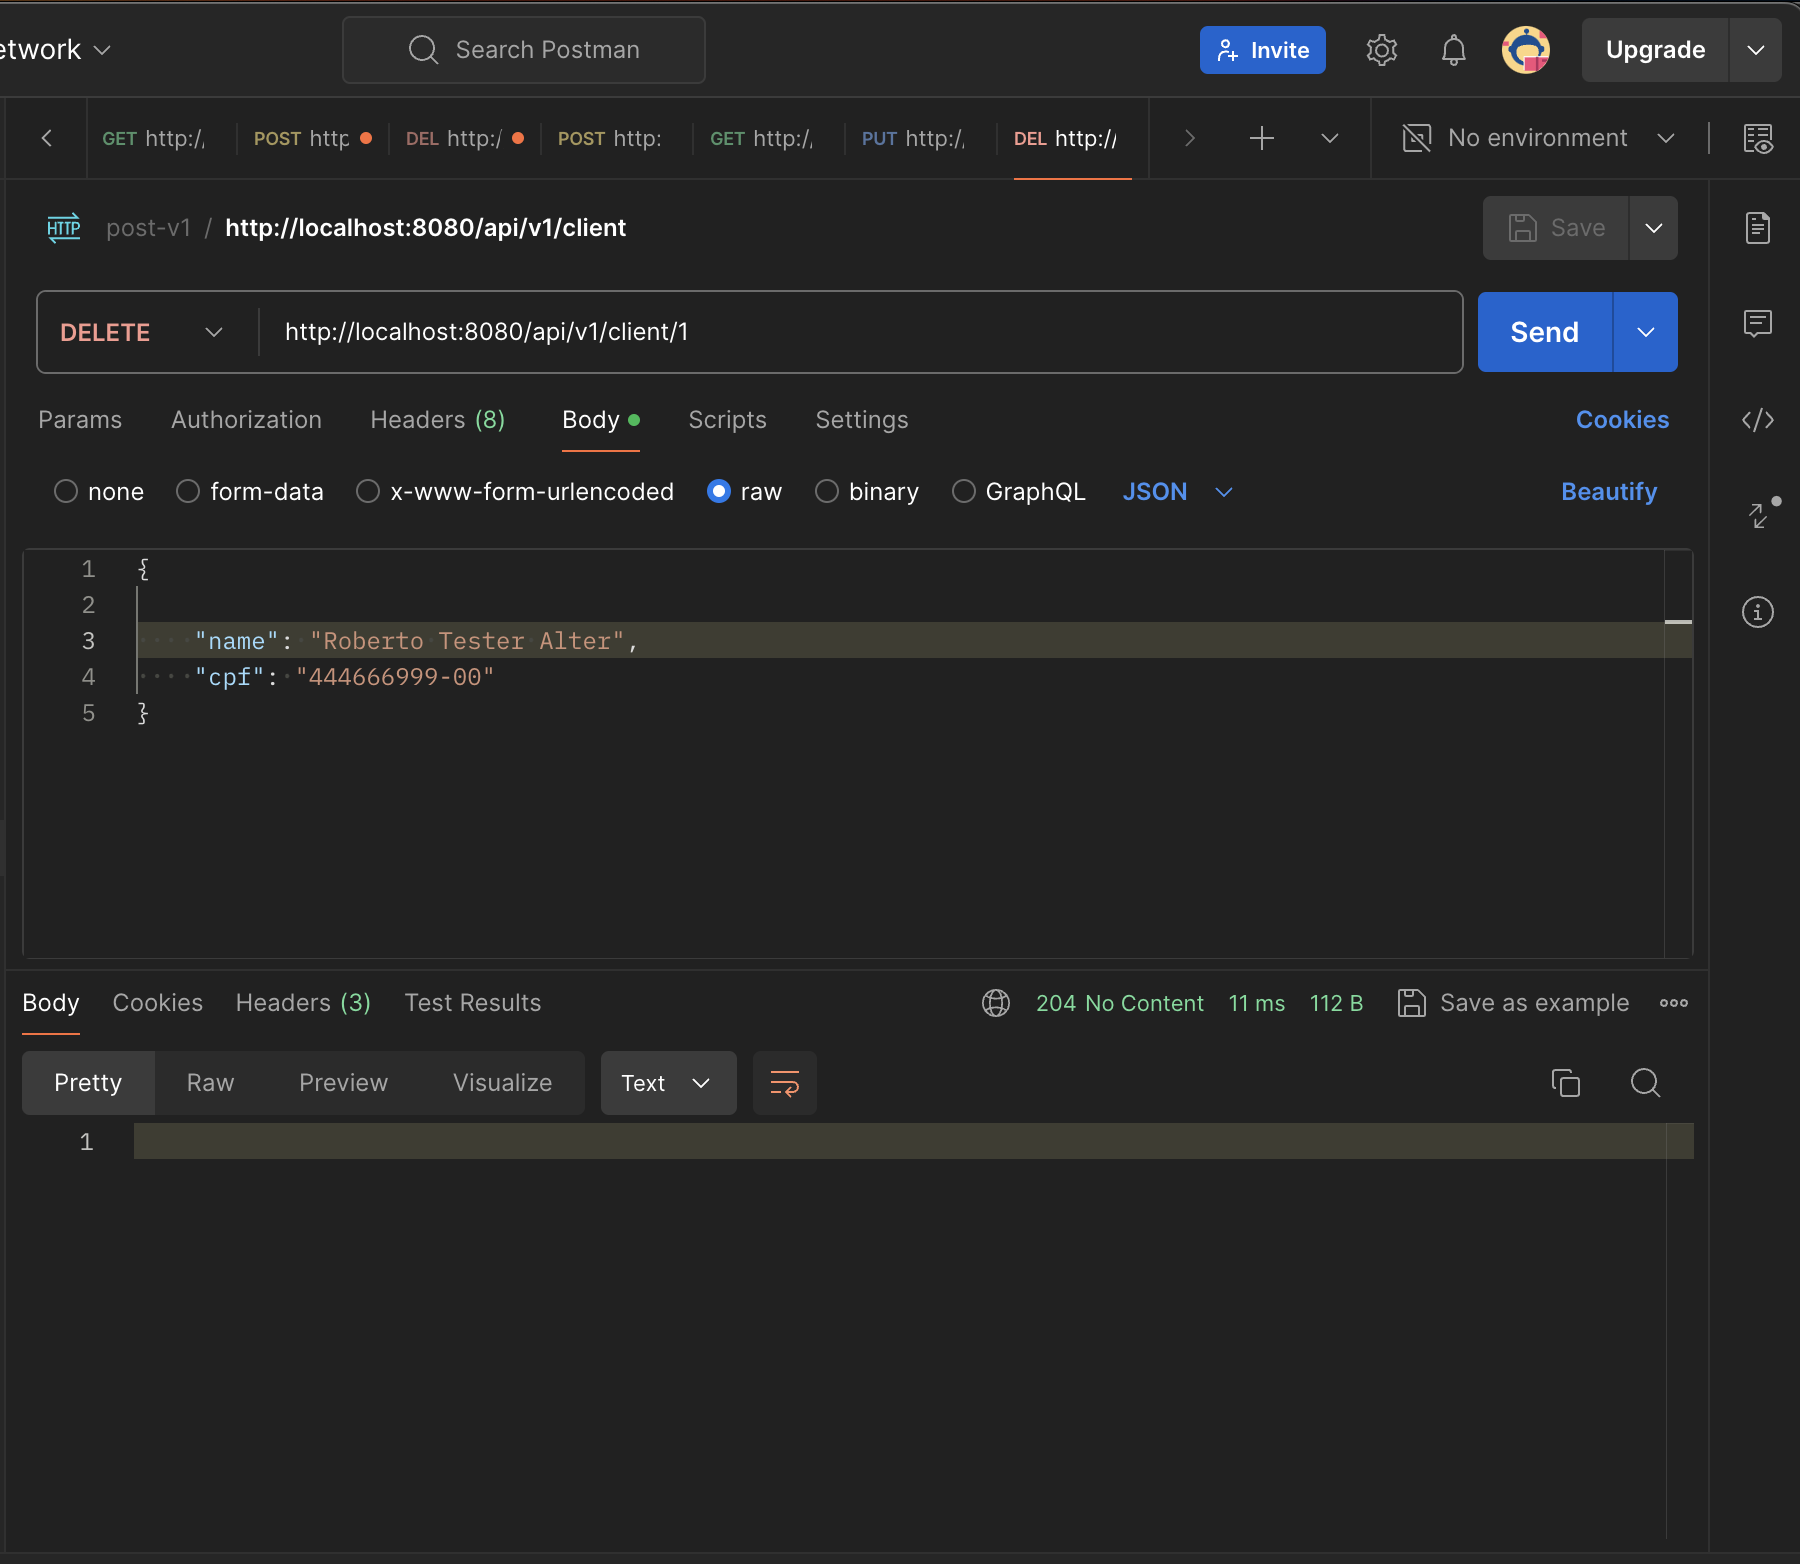 etwork
Search Postman
Invite
Upgrade
GET http:/
POST http
DEL http:/
POST http:
GET http:/
PUT http:/
DEL http://
No environment
HTTP
post-v1 / http://localhost:8080/api/v1/client
Save
DELETE
http://localhost:8080/api/v1/client/1
Send
Params
Authorization
Headers (8)
Body
Scripts
Settings
Cookies
none
form-data
x-www-form-urlencoded
raw
binary
GraphQL
JSON
Beautify
1 {
2
3 "name": "Roberto Tester Alter",
4 "cpf": "444666999-00"
5 }
Body
Cookies
Headers (3)
Test Results
204 No Content
11 ms
112 B
Save as example
Pretty
Raw
Preview
Visualize
Text
1